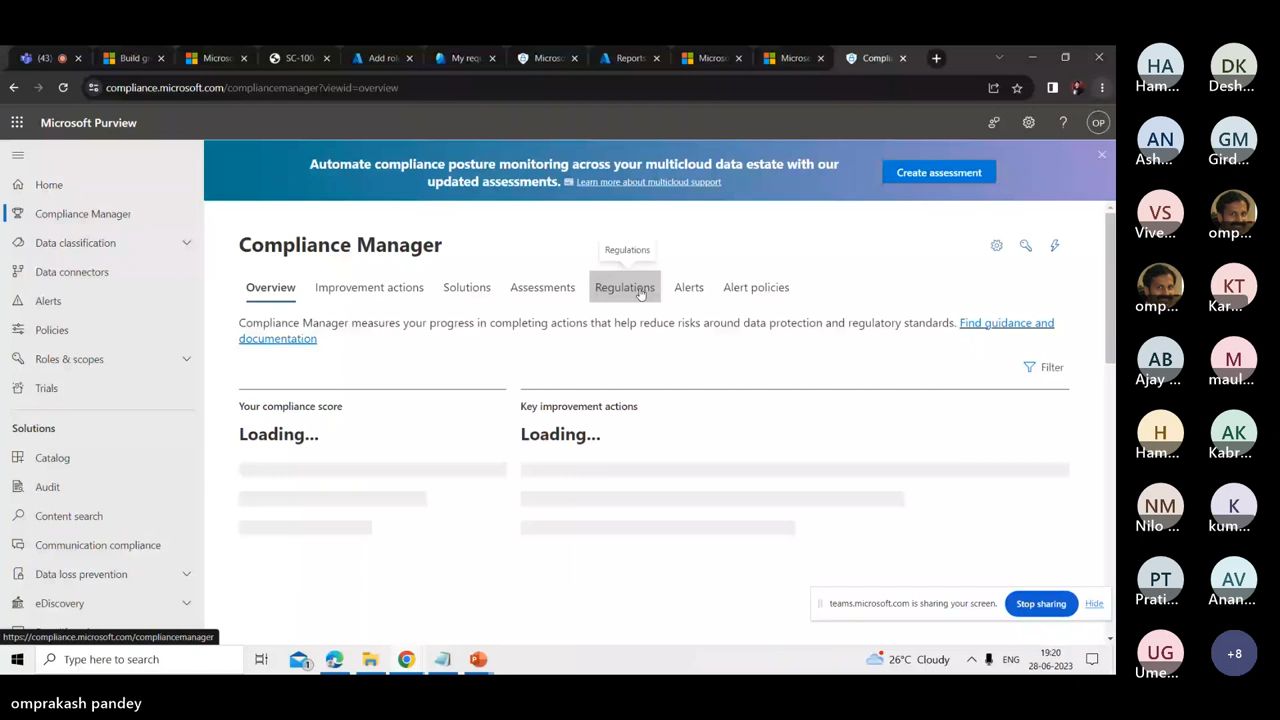 (43)
Build gr
Microso
SC-100
Add rol
My requ
Microso
Reports
Microso
Microso
Compli
compliance.microsoft.com/compliancemanager?viewid=overview
Microsoft Purview
OP
Home
Compliance Manager
Data classification
Data connectors
Alerts
Policies
Roles & scopes
Trials
Solutions
Catalog
Audit
Content search
Communication compliance
Data loss prevention
eDiscovery
https://compliance.microsoft.com/compliancemanager
Automate compliance posture monitoring across your multicloud data estate with our
updated assessments. Learn more about multicloud support
Create assessment
Compliance Manager
Regulations
Overview
Improvement actions
Solutions
Assessments
Regulations
Alerts
Alert policies
Compliance Manager measures your progress in completing actions that help reduce risks around data protection and regulatory standards. Find guidance and
documentation
Filter
Your compliance score
Key improvement actions
Loading...
Loading...
teams.microsoft.com is sharing your screen.
Stop sharing
Hide
Type here to search
1
26°C Cloudy
ENG
19:20
28-06-2023
omprakash pandey
HA
Ham...
DK
Desh...
AN
Ash...
GM
Gird...
VS
Vive...
omp...
omp...
KT
Kar...
AB
Ajay ...
M
maul...
H
Ham...
AK
Kabr...
NM
Nilo ...
K
kum...
PT
Prati...
AV
Anan...
UG
Ume...
+8